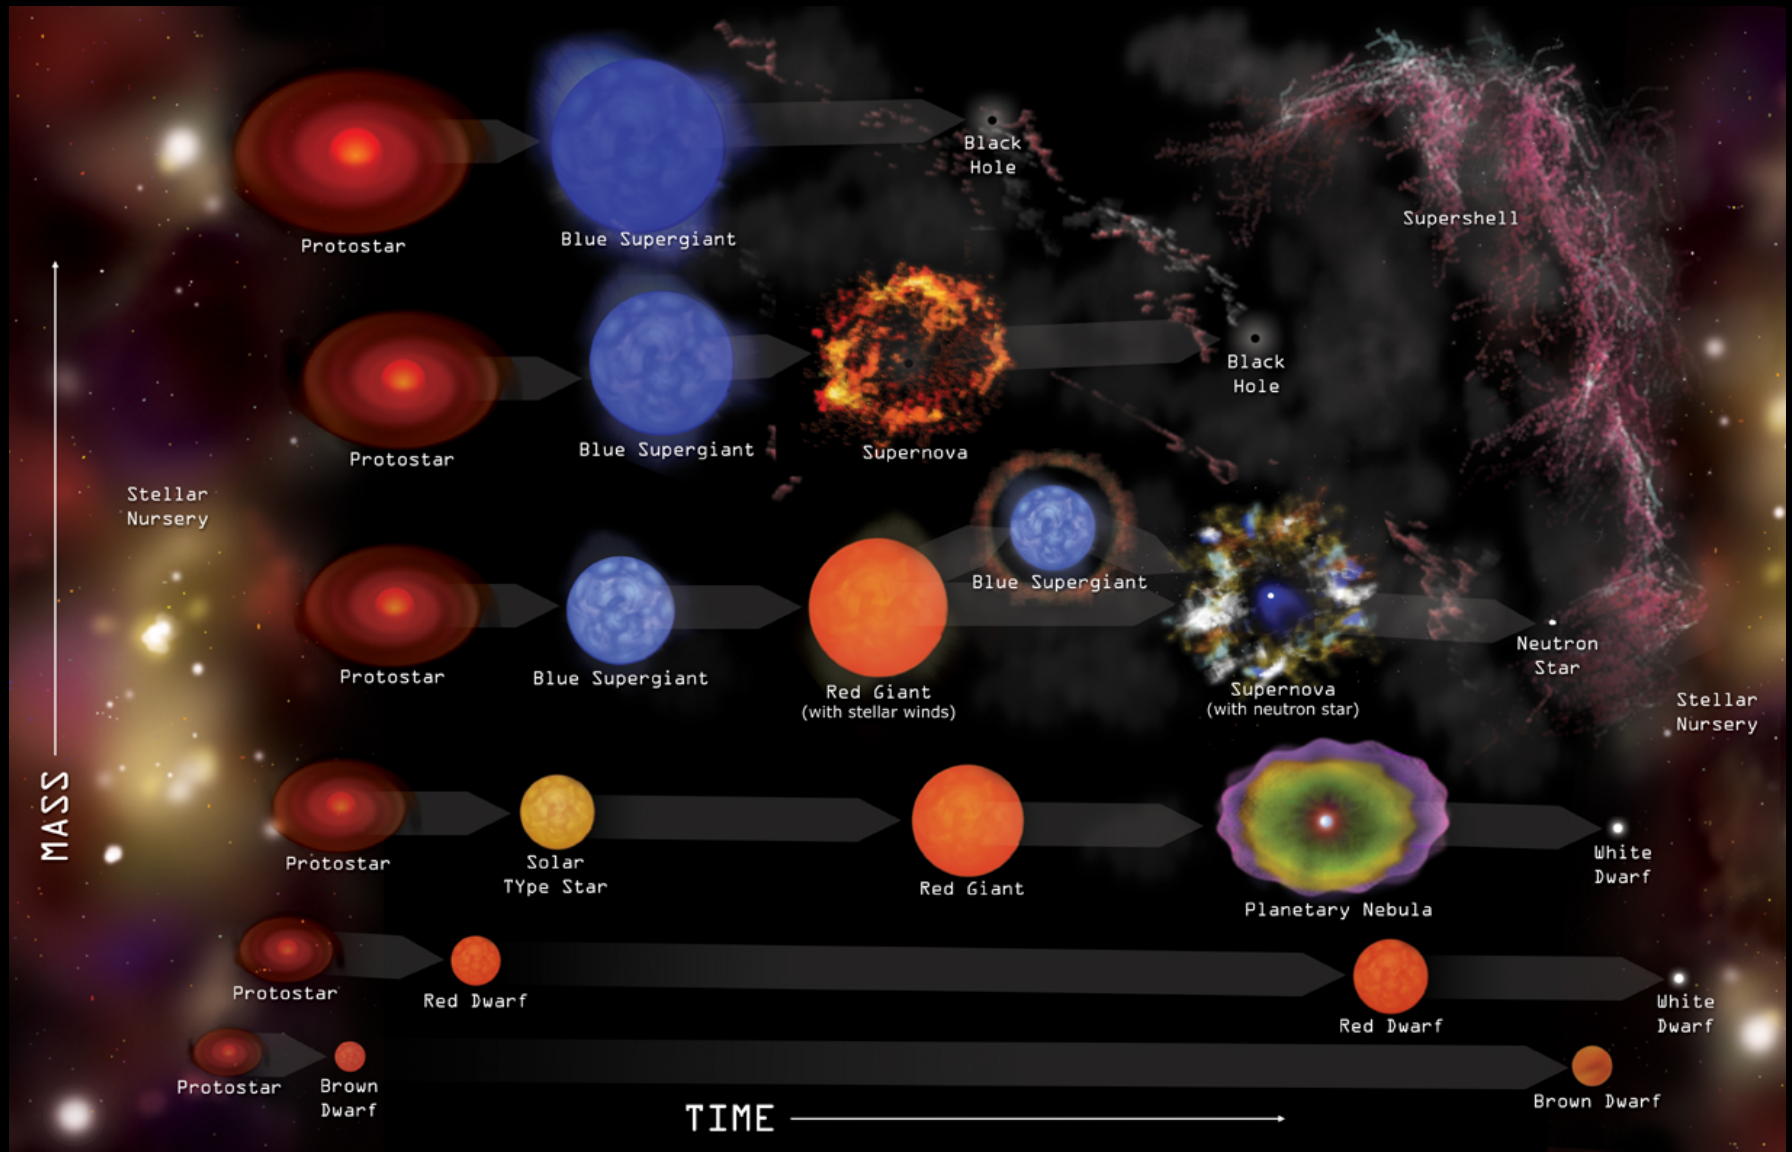 Protostar
Blue Supergiant
Black
Hole
Supershell
Protostar
Blue Supergiant
Supernova
Black
Hole
Stellar
Nursery
Protostar
Blue Supergiant
Red Giant
(with stellar winds)
Blue Supergiant
Supernova
(with neutron star)
Neutron
Star
Stellar
Nursery
MASS
Protostar
Solar
TYpe Star
Red Giant
Planetary Nebula
White
Dwarf
Protostar
Red Dwarf
Red Dwarf
White
Dwarf
Protostar
Brown
Dwarf
Brown Dwarf
TIME